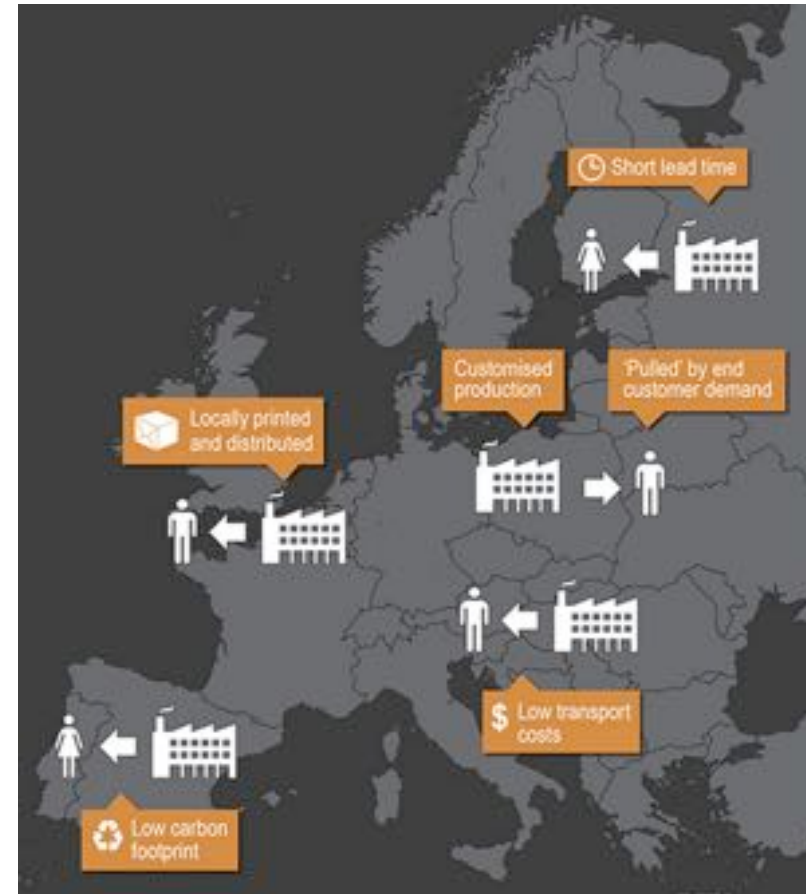 Short lead time
Customised
production
'Pulled' by end
customer demand
Locally printed
and distributed
$ Low transport
costs
Low carbon
footprint